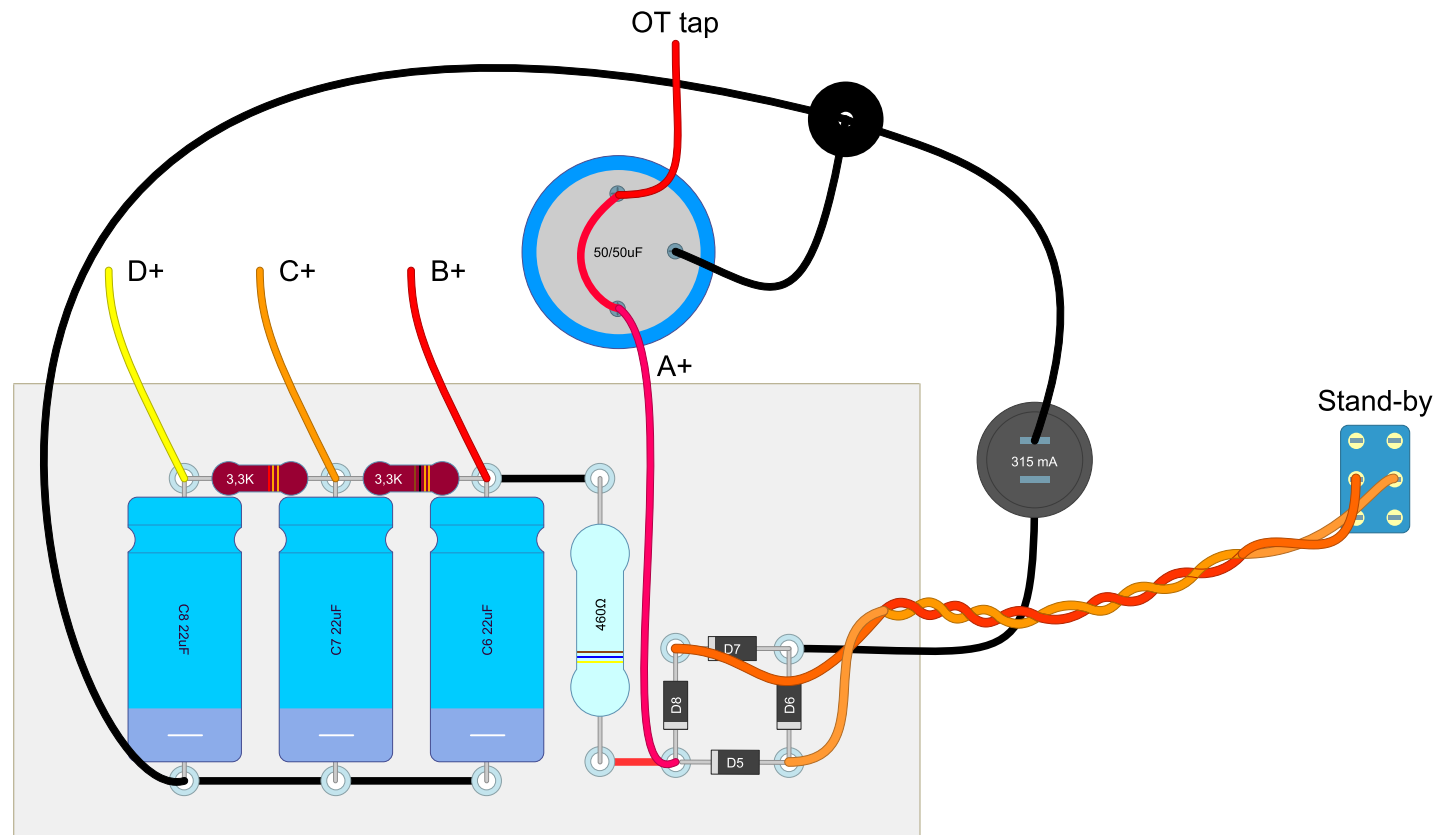 OT tap
50/50uF
D+
C+
B+
A+
Stand-by
315 mA
3,3K
3,3K
C8 22uF
C7 22uF
C6 22uF
460Ω
D7
D8
D6
D5